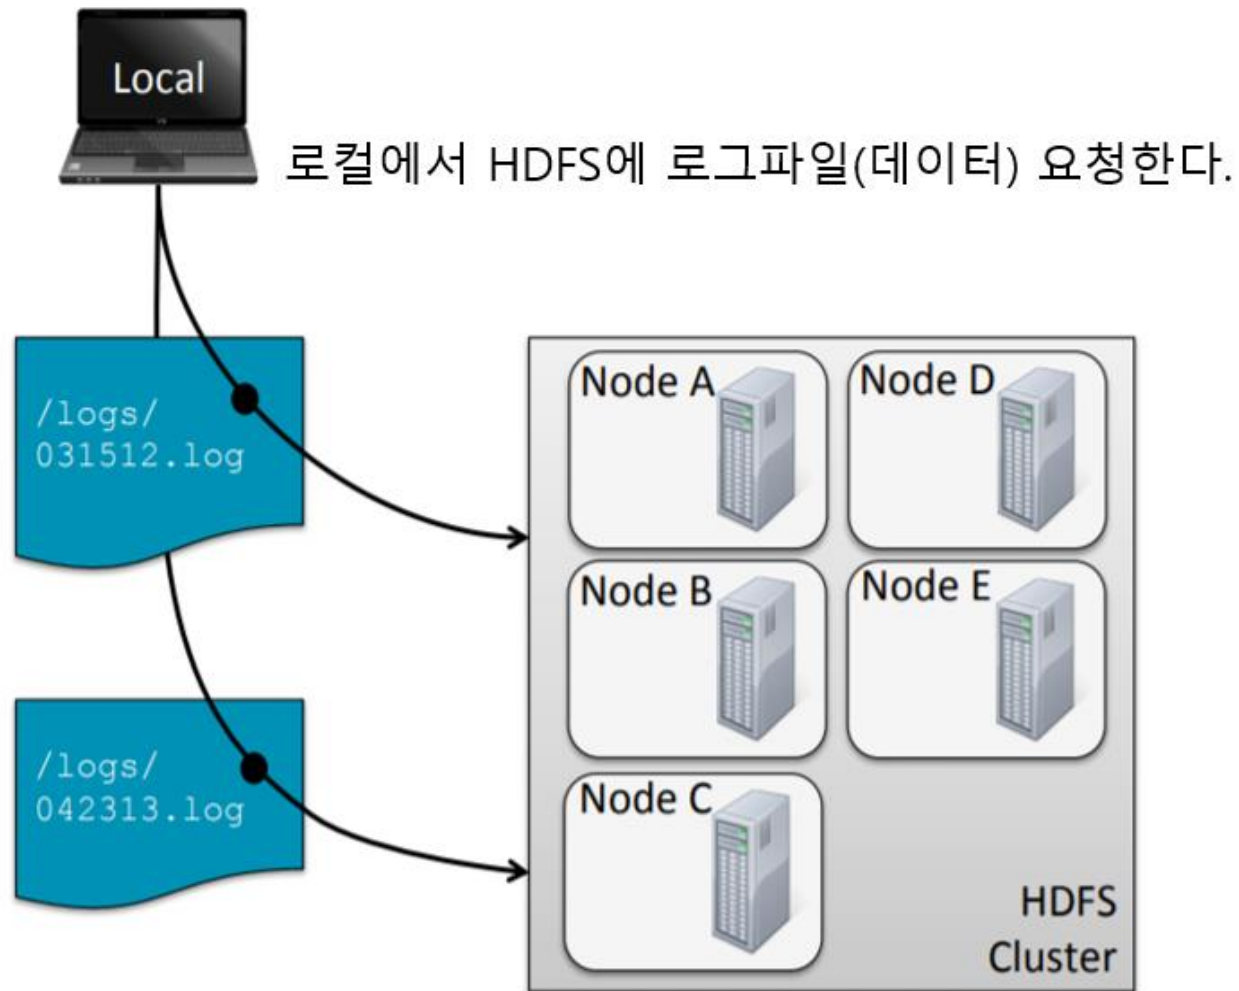 Local
로컬에서 HDFS에 로그파일(데이터) 요청한다.
/logs/
031512.log
/logs/
042313.log
Node A
Node D
Node B
Node E
Node C
HDFS
Cluster